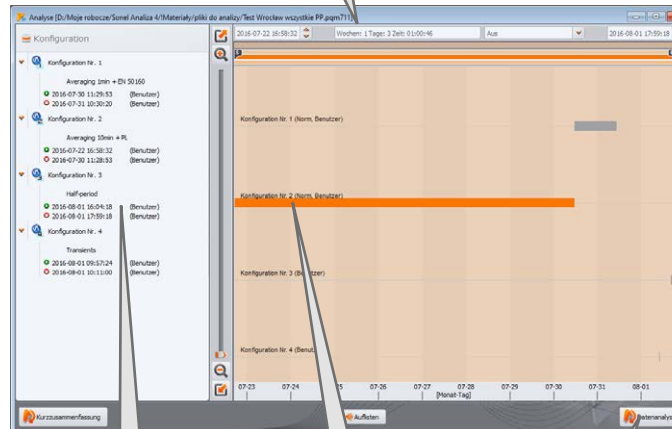 Analyse [D:/Moje robocze/Sonel Analiza 4/!Materiały/pliki do analizy/Test Wrocław wszystkie PP.pqm711]
Konfiguration
2016-07-22 16:58:32
Wochen: 1 Tage: 3 Zeit: 01:00:46
Aus
2016-08-01 17:59:18
Konfiguration Nr. 1
Averaging 1min + EN 50160
2016-07-30 11:29:53 (Benutzer)
2016-07-31 10:30:20 (Benutzer)
Konfiguration Nr. 2
Averaging 10min + PL
2016-07-22 16:58:32 (Benutzer)
2016-07-30 11:28:53 (Benutzer)
Konfiguration Nr. 3
Half-period
2016-08-01 16:04:18 (Benutzer)
2016-08-01 17:59:18 (Benutzer)
Konfiguration Nr. 4
Transients
2016-08-01 09:57:24 (Benutzer)
2016-08-01 10:11:00 (Benutzer)
Konfiguration Nr. 1 (Norm, Benutzer)
Konfiguration Nr. 2 (Norm, Benutzer)
Konfiguration Nr. 3 (Benutzer)
Konfiguration Nr. 4 (Benut
07-23 07-24 25 07-26 07-27 07-28 07-29 07-30 07-31 08-01
[Monat-Tag]
Kurzzusammenfassung
Auflisten
Datenanalyse